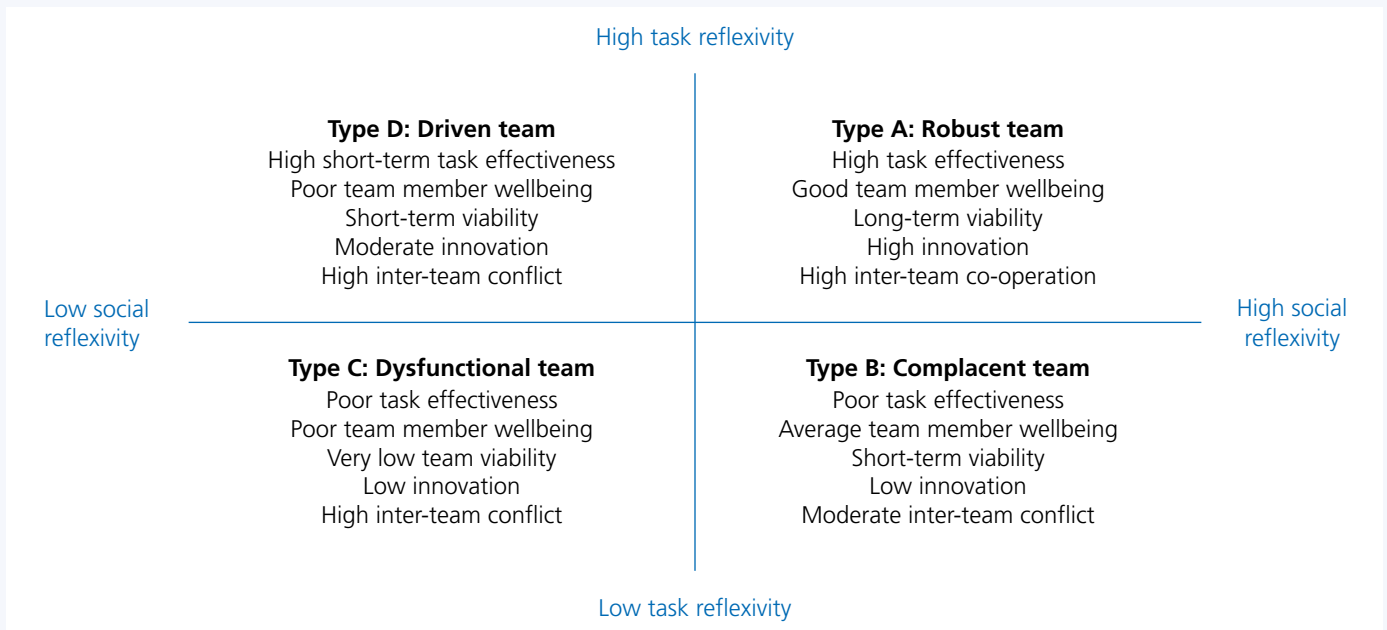 High task reflexivity
Type D: Driven team
High short-term task effectiveness
Poor team member wellbeing
Short-term viability
Moderate innovation
High inter-team conflict
Type A: Robust team
High task effectiveness
Good team member wellbeing
Long-term viability
High innovation
High inter-team co-operation
Low social
reflexivity
High social
reflexivity
Type C: Dysfunctional team
Poor task effectiveness
Poor team member wellbeing
Very low team viability
Low innovation
High inter-team conflict
Type B: Complacent team
Poor task effectiveness
Average team member wellbeing
Short-term viability
Low innovation
Moderate inter-team conflict
Low task reflexivity